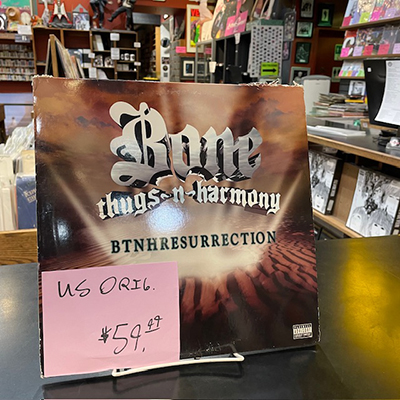 Bone
thugs-n-harmony
BTNHRESURRECTION
US ORIG.
$59.99